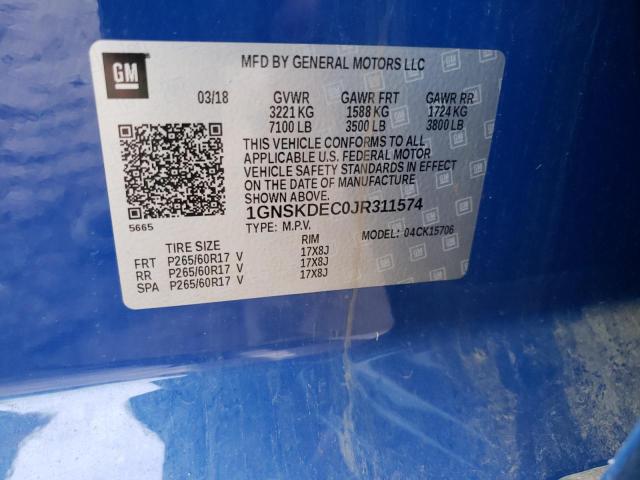 GM
MFD BY GENERAL MOTORS LLC
03/18 GVWR GAWR FRT GAWR RR
3221 KG 1588 KG 1724 KG
7100 LB 3500 LB 3800 LB
THIS VEHICLE CONFORMS TO ALL
APPLICABLE U.S. FEDERAL MOTOR
VEHICLE SAFETY STANDARDS IN EFFECT
ON THE DATE OF MANUFACTURE SHOWN ABOVE.
1GNSKDEC0JR311574
5665
TYPE: M.P.V. MODEL: 04CK15706
TIRE SIZE RIM
FRT P265/60R17 V 17X8J
RR P265/60R17 V 17X8J
SPA P265/60R17 V 17X8J